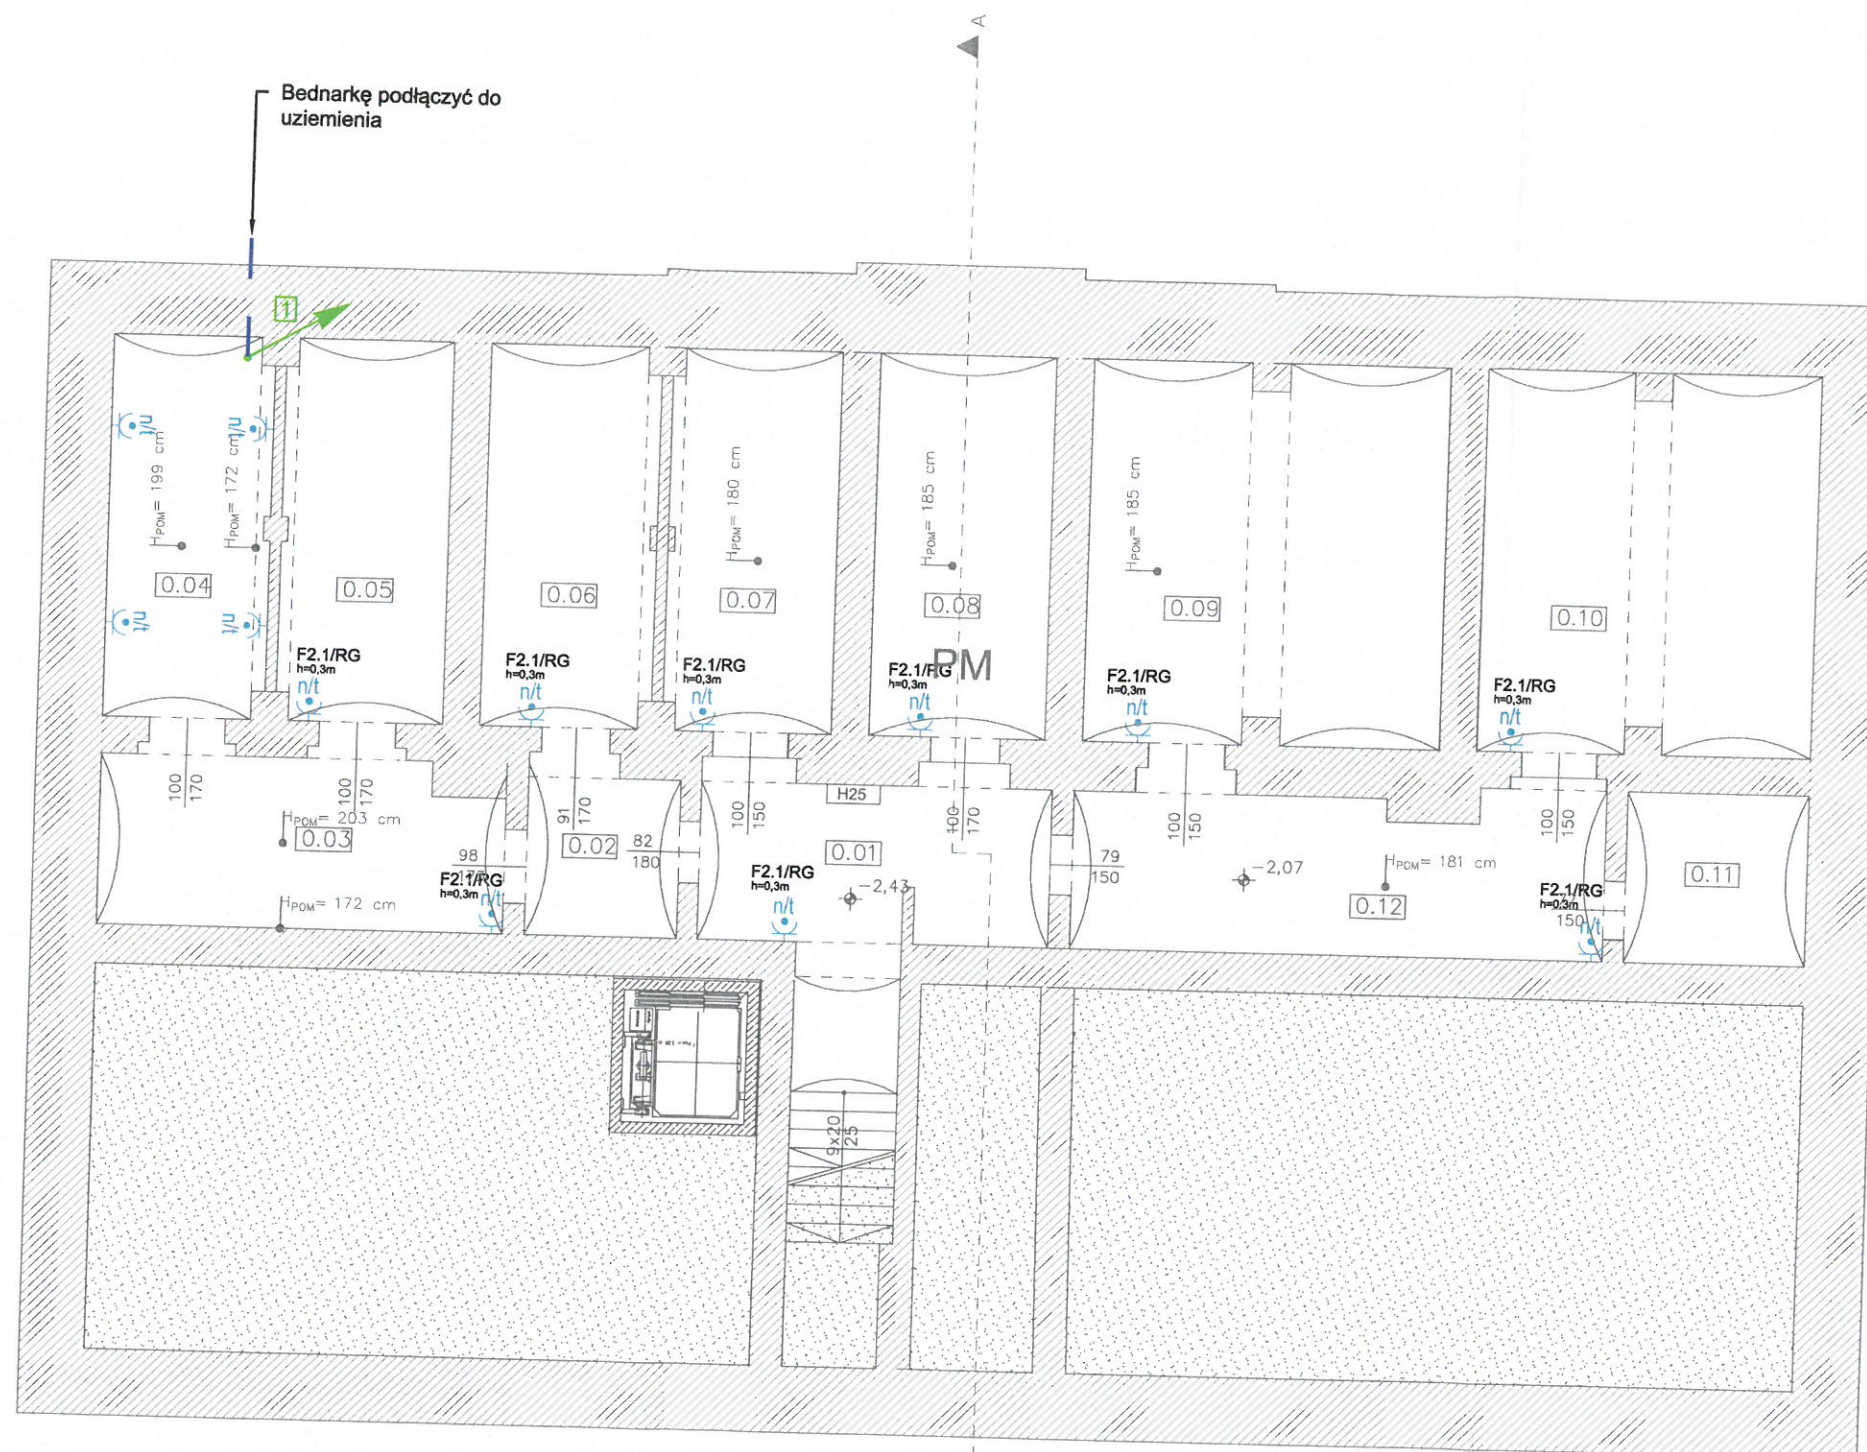 A
Bednarkę podłączyć do
uziemienia
1
n/t
n/t
HPOM= 199 cm
HPOM= 172 cm
HPOM= 180 cm
HPOM= 185 cm
HPOM= 185 cm
0.04
0.05
0.06
0.07
0.08
0.09
0.10
n/t
n/t
F2.1/RG
h=0,3m
n/t
F2.1/RG
h=0,3m
n/t
F2.1/RG
h=0,3m
n/t
F2.1/RG
h=0,3m
n/t
PM
F2.1/RG
h=0,3m
n/t
F2.1/RG
h=0,3m
n/t
100
170
100
170
91
170
100
150
H25
100
170
100
150
100
150
HPOM= 203 cm
0.03
98
F2.1/RG
h=0,3m
n/t
HPOM= 172 cm
0.02
82
180
0.01
F2.1/RG
h=0,3m
n/t
-2,43
79
150
-2,07
HPOM= 181 cm
0.12
F2.1/RG
h=0,3m
150
n/t
0.11
9x20
25